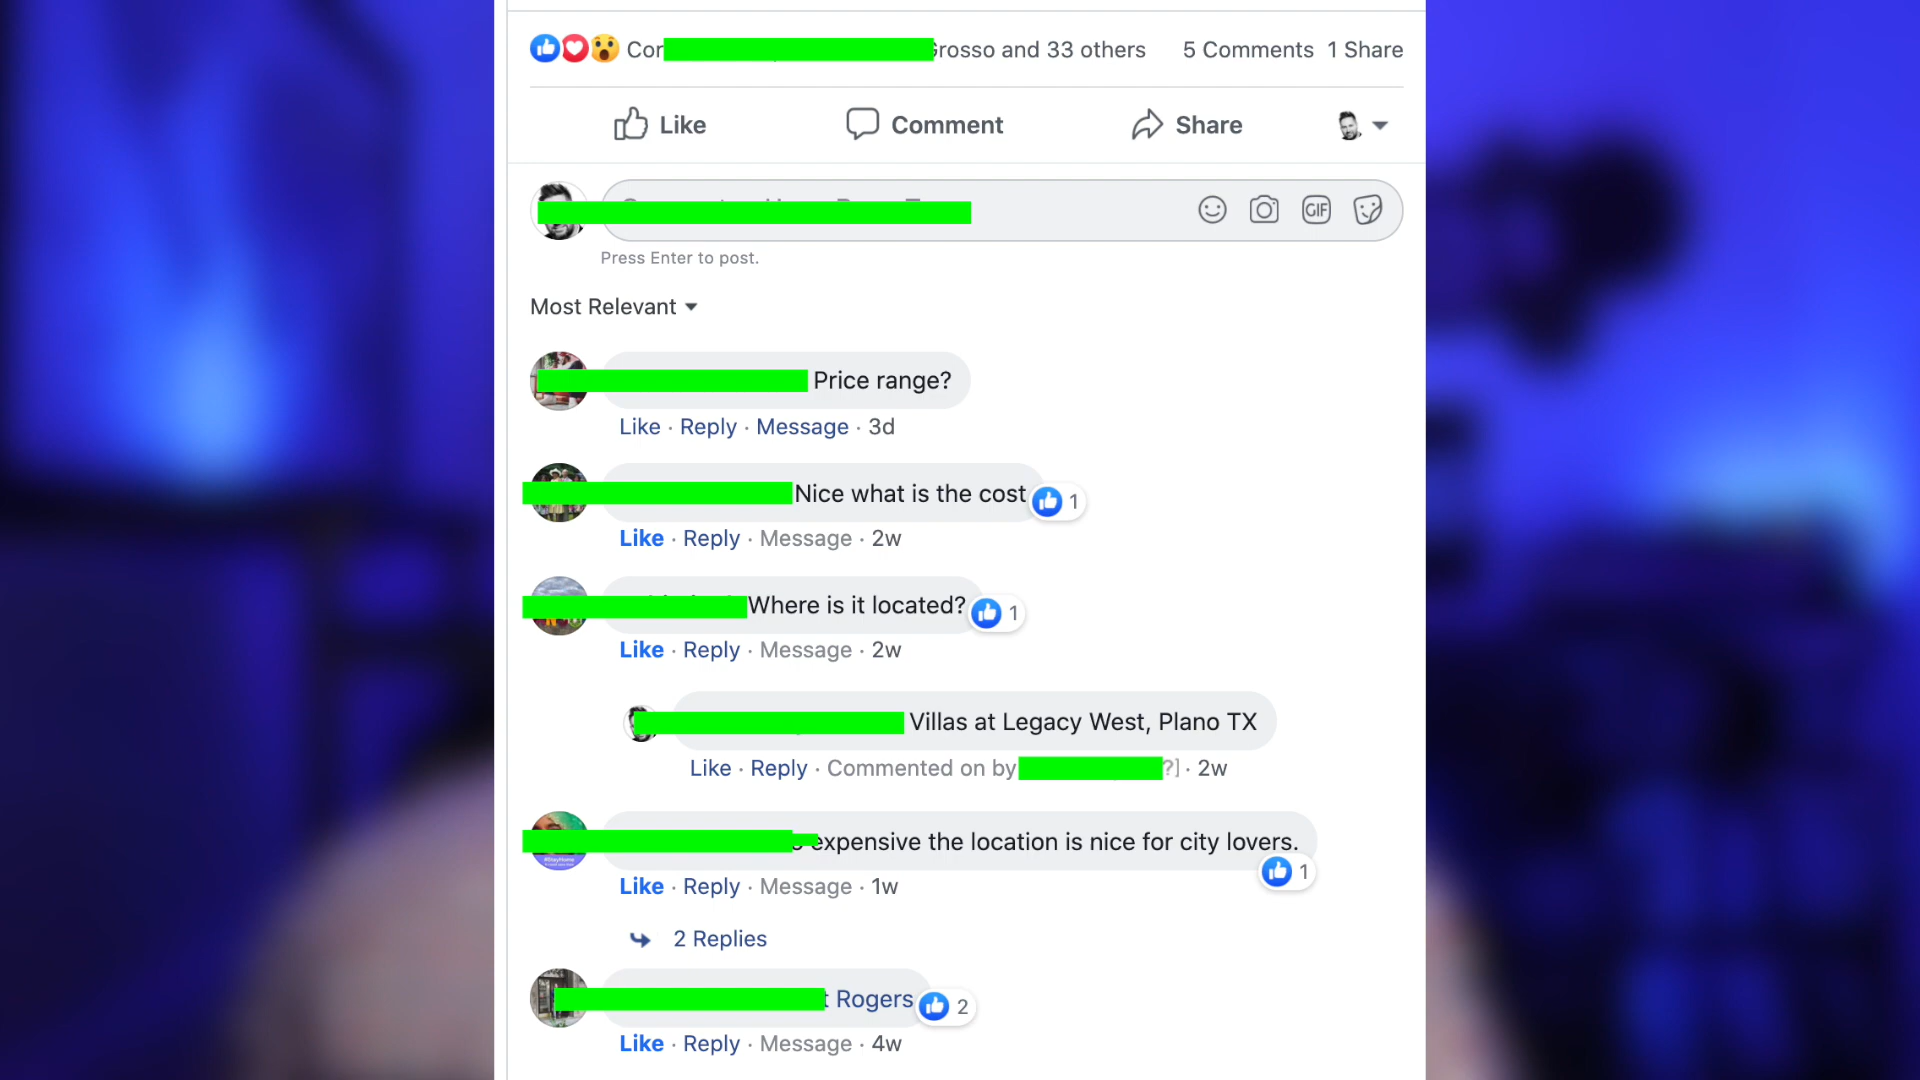 and 33 others 5 Comments 1 Share
Like Comment Share
GIF
Press Enter to post.
Most Relevant
Price range?
Like · Reply · Message · 3d
Nice what is the cost 1
Like · Reply · Message · 2w
Where is it located? 1
Like · Reply · Message · 2w
Villas at Legacy West, Plano TX
Like · Reply · Commented on by ?] · 2w
expensive the location is nice for city lovers.
1
Like · Reply · Message · 1w
2 Replies
Rogers 2
Like · Reply · Message · 4w